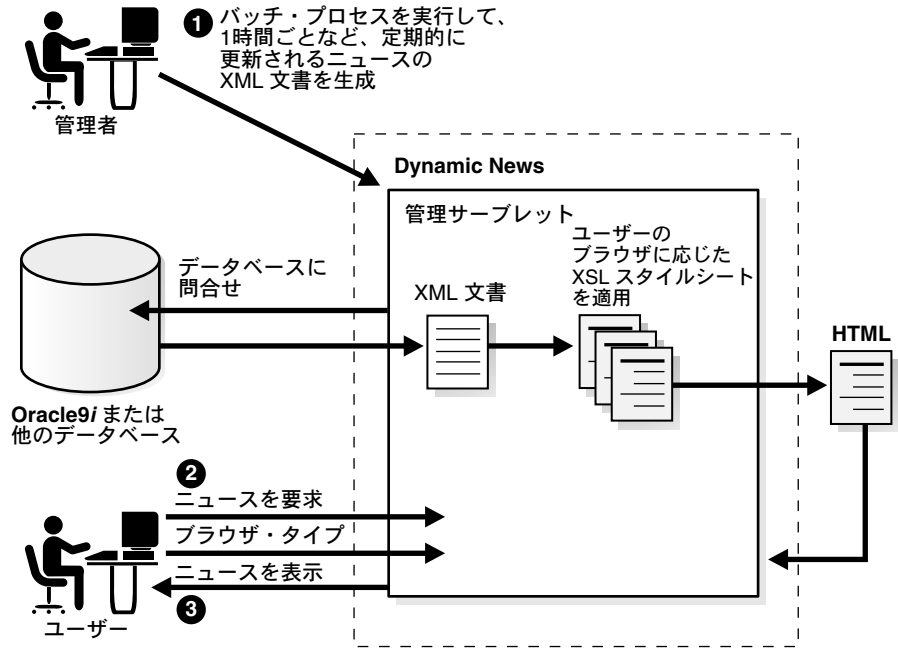 ❶ バッチ・プロセスを実行して、
1時間ごとなど、定期的に
更新されるニュースの
XML 文書を生成
管理者
Dynamic News
管理サーブレット
ユーザーの
ブラウザに応じた
XSL スタイルシート
を適用
XML 文書
データベースに
問合せ
HTML
Oracle9i または
他のデータベース
❷
ニュースを要求
ブラウザ・タイプ
ニュースを表示
❸
ユーザー